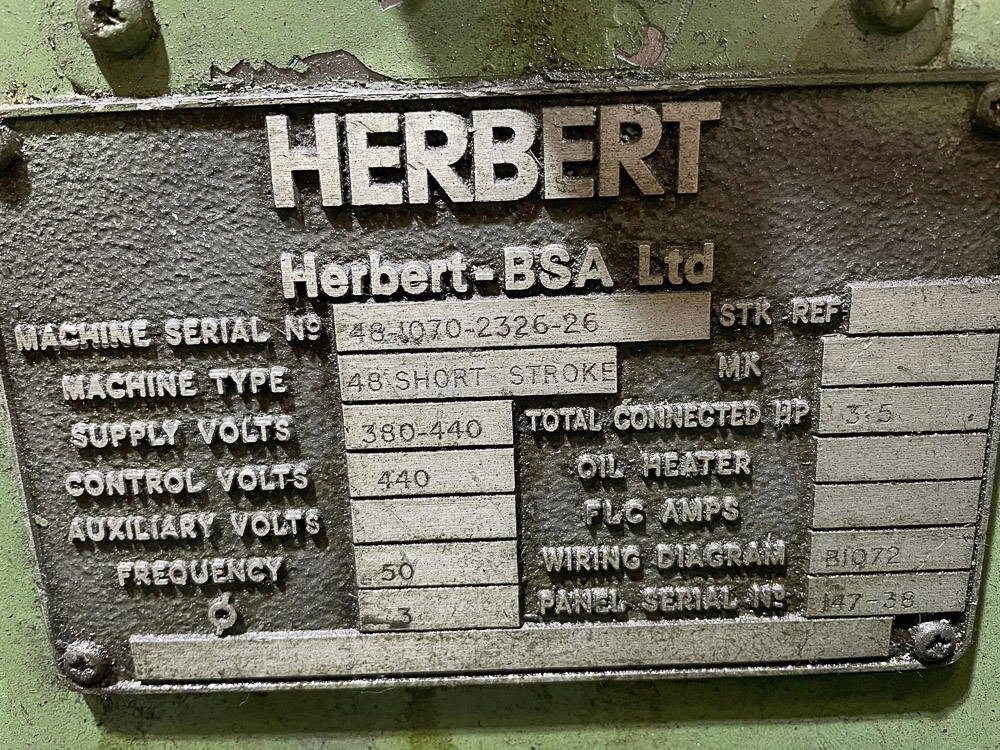 HERBERT
Herbert-BSA Ltd
MACHINE SERIAL Nº 48-1070-2326-26 STK REF
MACHINE TYPE 48 SHORT STROKE MK
SUPPLY VOLTS 380-440 TOTAL CONNECTED HP 3.5
CONTROL VOLTS 440 OIL HEATER
AUXILIARY VOLTS FLC AMPS
FREQUENCY 50 WIRING DIAGRAM B1072
ϕ 3 PANEL SERIAL Nº 147-38